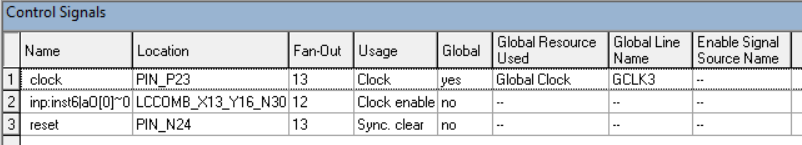 Control Signals
Name Location Fan-Out Usage Global Global Resource Used Global Line Name Enable Signal Source Name
1 clock PIN_P23 13 Clock yes Global Clock GCLK3 --
2 inp:inst6|aO[0]~0 LCCOMB_X13_Y16_N30 12 Clock enable no -- -- --
3 reset PIN_N24 13 Sync. clear no -- -- --